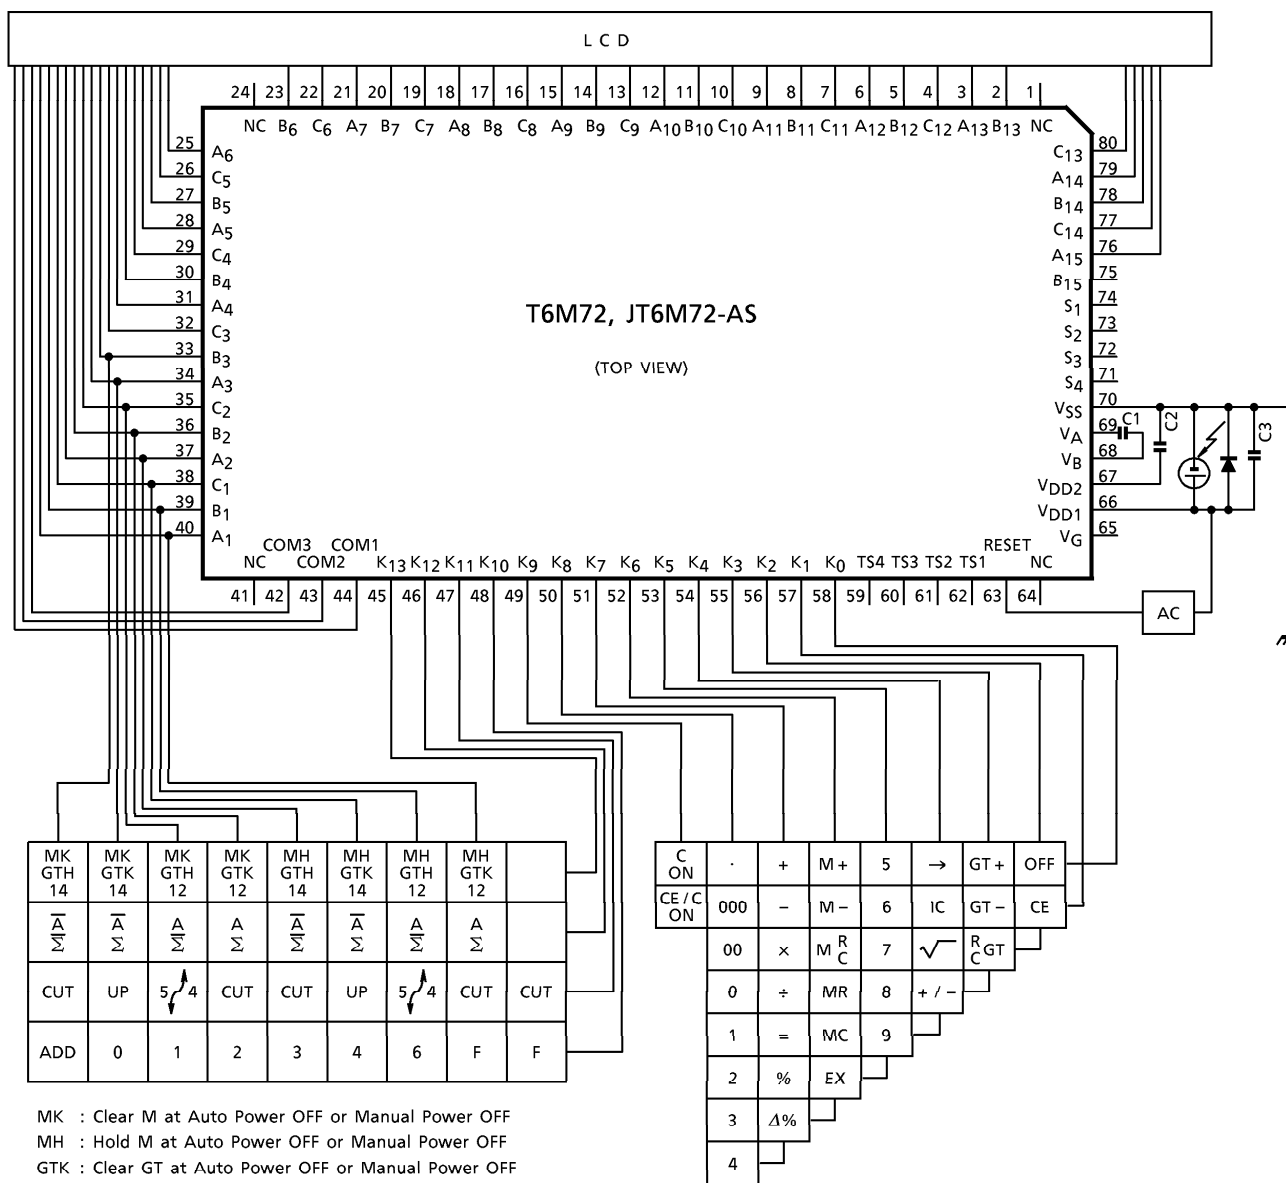 L C D
24 23 22 21 20 19 18 17 16 15 14 13 12 11 10 9 8 7 6 5 4 3 2 1
NC B6 C6 A7 B7 C7 A8 B8 C8 A9 B9 C9 A10 B10 C10 A11 B11 C11 A12 B12 C12 A13 B13 NC
25 A6 C13 80
26 C5 A14 79
27 B5 B14 78
28 A5 C14 77
29 C4 A15 76
30 B4 B15 75
31 A4 S1 74
32 C3 S2 73
33 B3 S3 72
34 A3 S4 71
35 C2 VSS 70
36 B2 VA 69 C1 C2 C3
37 A2 VB 68
38 C1 VDD2 67
39 B1 VDD1 66
40 A1 VG 65
T6M72, JT6M72-AS
(TOP VIEW)
COM3 COM1 RESET
NC COM2 K13 K12 K11 K10 K9 K8 K7 K6 K5 K4 K3 K2 K1 K0 TS4 TS3 TS2 TS1 NC
41 42 43 44 45 46 47 48 49 50 51 52 53 54 55 56 57 58 59 60 61 62 63 64
AC
MK MK MK MK MH MH MH MH
GTH GTK GTH GTK GTH GTK GTH GTK
14 14 12 12 14 14 12 12
A̅ A̅ A A A̅ A̅ A A
Σ̅ Σ Σ̅ Σ Σ̅ Σ Σ̅ Σ
CUT UP 5 4 CUT CUT UP 5 4 CUT CUT
ADD 0 1 2 3 4 6 F F
C ON · + M+ 5 → GT+ OFF
CE/C ON 000 − M− 6 IC GT− CE
00 × M R C 7 √ R C GT
0 ÷ MR 8 +/−
1 = MC 9
2 % EX
3 Δ%
4
MK : Clear M at Auto Power OFF or Manual Power OFF
MH : Hold M at Auto Power OFF or Manual Power OFF
GTK : Clear GT at Auto Power OFF or Manual Power OFF